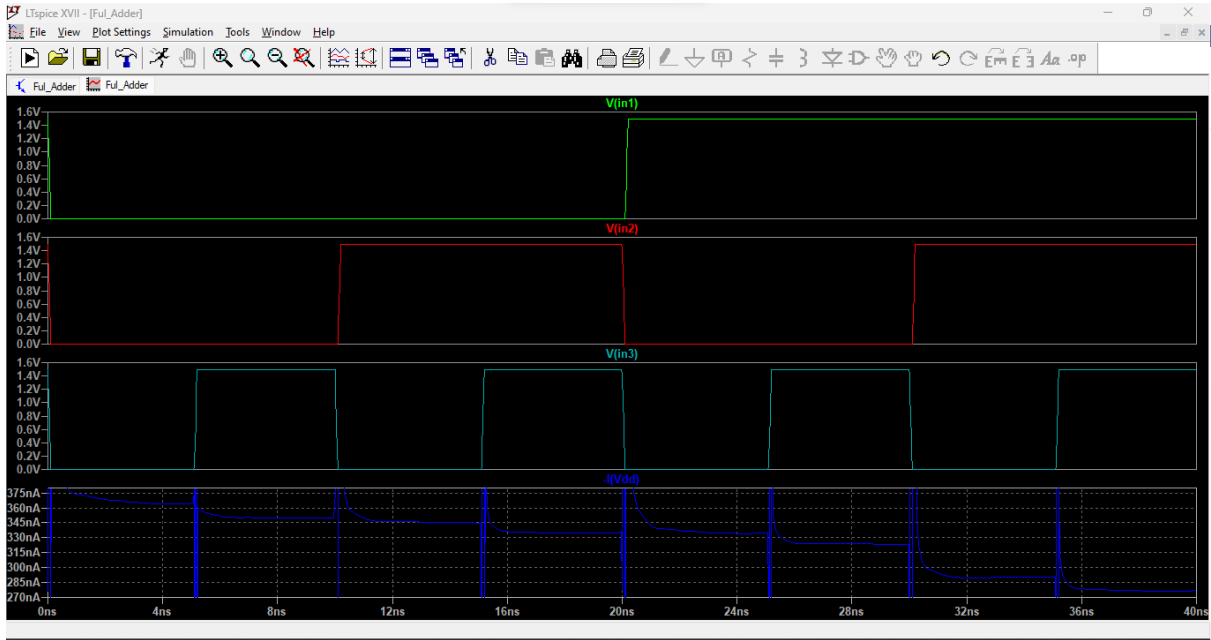 LTspice XVII - [Ful_Adder]
File View Plot Settings Simulation Tools Window Help
Ful_Adder Ful_Adder
V(in1)
1.6V
1.4V
1.2V
1.0V
0.8V
0.6V
0.4V
0.2V
0.0V
V(in2)
1.6V
1.4V
1.2V
1.0V
0.8V
0.6V
0.4V
0.2V
0.0V
V(in3)
1.6V
1.4V
1.2V
1.0V
0.8V
0.6V
0.4V
0.2V
0.0V
-I(Vdd)
375nA
360nA
345nA
330nA
315nA
300nA
285nA
270nA
0ns 4ns 8ns 12ns 16ns 20ns 24ns 28ns 32ns 36ns 40ns